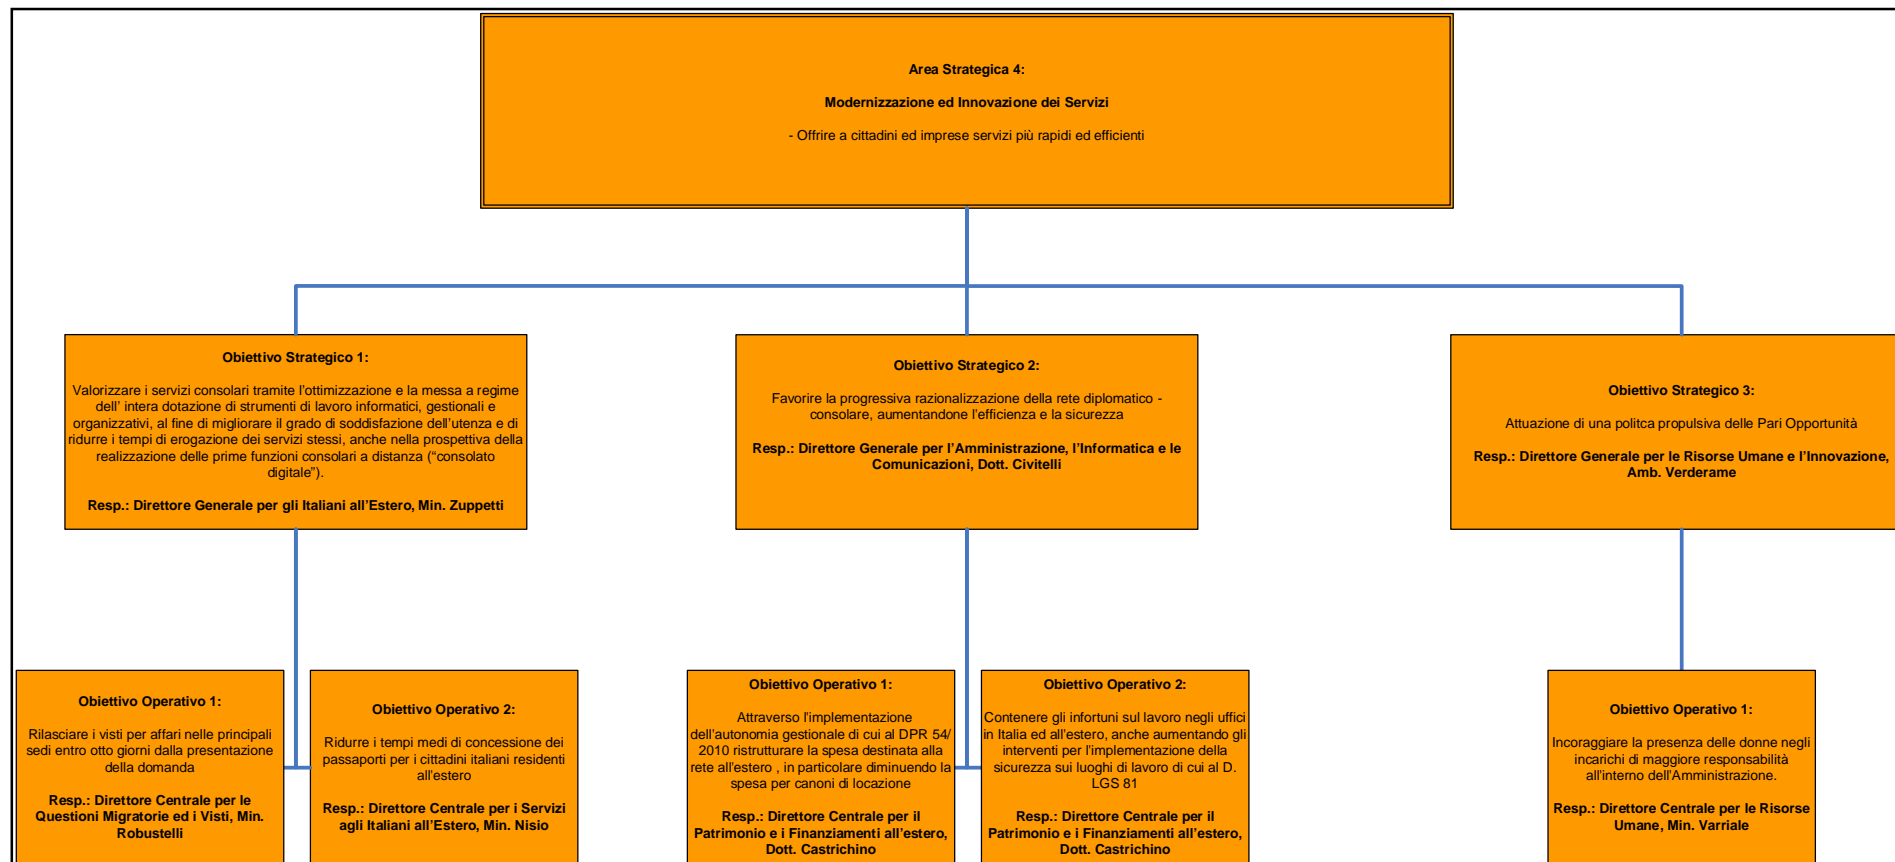 Area Strategica 4:
Modernizzazione ed Innovazione dei Servizi
- Offrire a cittadini ed imprese servizi più rapidi ed efficienti
Obiettivo Strategico 1:
Valorizzare i servizi consolari tramite l'ottimizzazione e la messa a regime
dell' intera dotazione di strumenti di lavoro informatici, gestionali e
organizzativi, al fine di migliorare il grado di soddisfazione dell'utenza e di
ridurre i tempi di erogazione dei servizi stessi, anche nella prospettiva della
realizzazione delle prime funzioni consolari a distanza (“consolato
digitale”).
Resp.: Direttore Generale per gli Italiani all’Estero, Min. Zuppetti
Obiettivo Strategico 2:
Favorire la progressiva razionalizzazione della rete diplomatico -
consolare, aumentandone l’efficienza e la sicurezza
Resp.: Direttore Generale per l’Amministrazione, l’Informatica e le
Comunicazioni, Dott. Civitelli
Obiettivo Strategico 3:
Attuazione di una politca propulsiva delle Pari Opportunità
Resp.: Direttore Generale per le Risorse Umane e l’Innovazione,
Amb. Verderame
Obiettivo Operativo 1:
Rilasciare i visti per affari nelle principali
sedi entro otto giorni dalla presentazione
della domanda
Resp.: Direttore Centrale per le
Questioni Migratorie ed i Visti, Min.
Robustelli
Obiettivo Operativo 2:
Ridurre i tempi medi di concessione dei
passaporti per i cittadini italiani residenti
all'estero
Resp.: Direttore Centrale per i Servizi
agli Italiani all’Estero, Min. Nisio
Obiettivo Operativo 1:
Attraverso l'implementazione
dell'autonomia gestionale di cui al DPR 54/
2010 ristrutturare la spesa destinata alla
rete all'estero , in particolare diminuendo la
spesa per canoni di locazione
Resp.: Direttore Centrale per il
Patrimonio e i Finanziamenti all’estero,
Dott. Castrichino
Obiettivo Operativo 2:
Contenere gli infortuni sul lavoro negli uffici
in Italia ed all'estero, anche aumentando gli
interventi per l'implementazione della
sicurezza sui luoghi di lavoro di cui al D.
LGS 81
Resp.: Direttore Centrale per il
Patrimonio e i Finanziamenti all’estero,
Dott. Castrichino
Obiettivo Operativo 1:
Incoraggiare la presenza delle donne negli
incarichi di maggiore responsabilità
all'interno dell'Amministrazione.
Resp.: Direttore Centrale per le Risorse
Umane, Min. Varriale